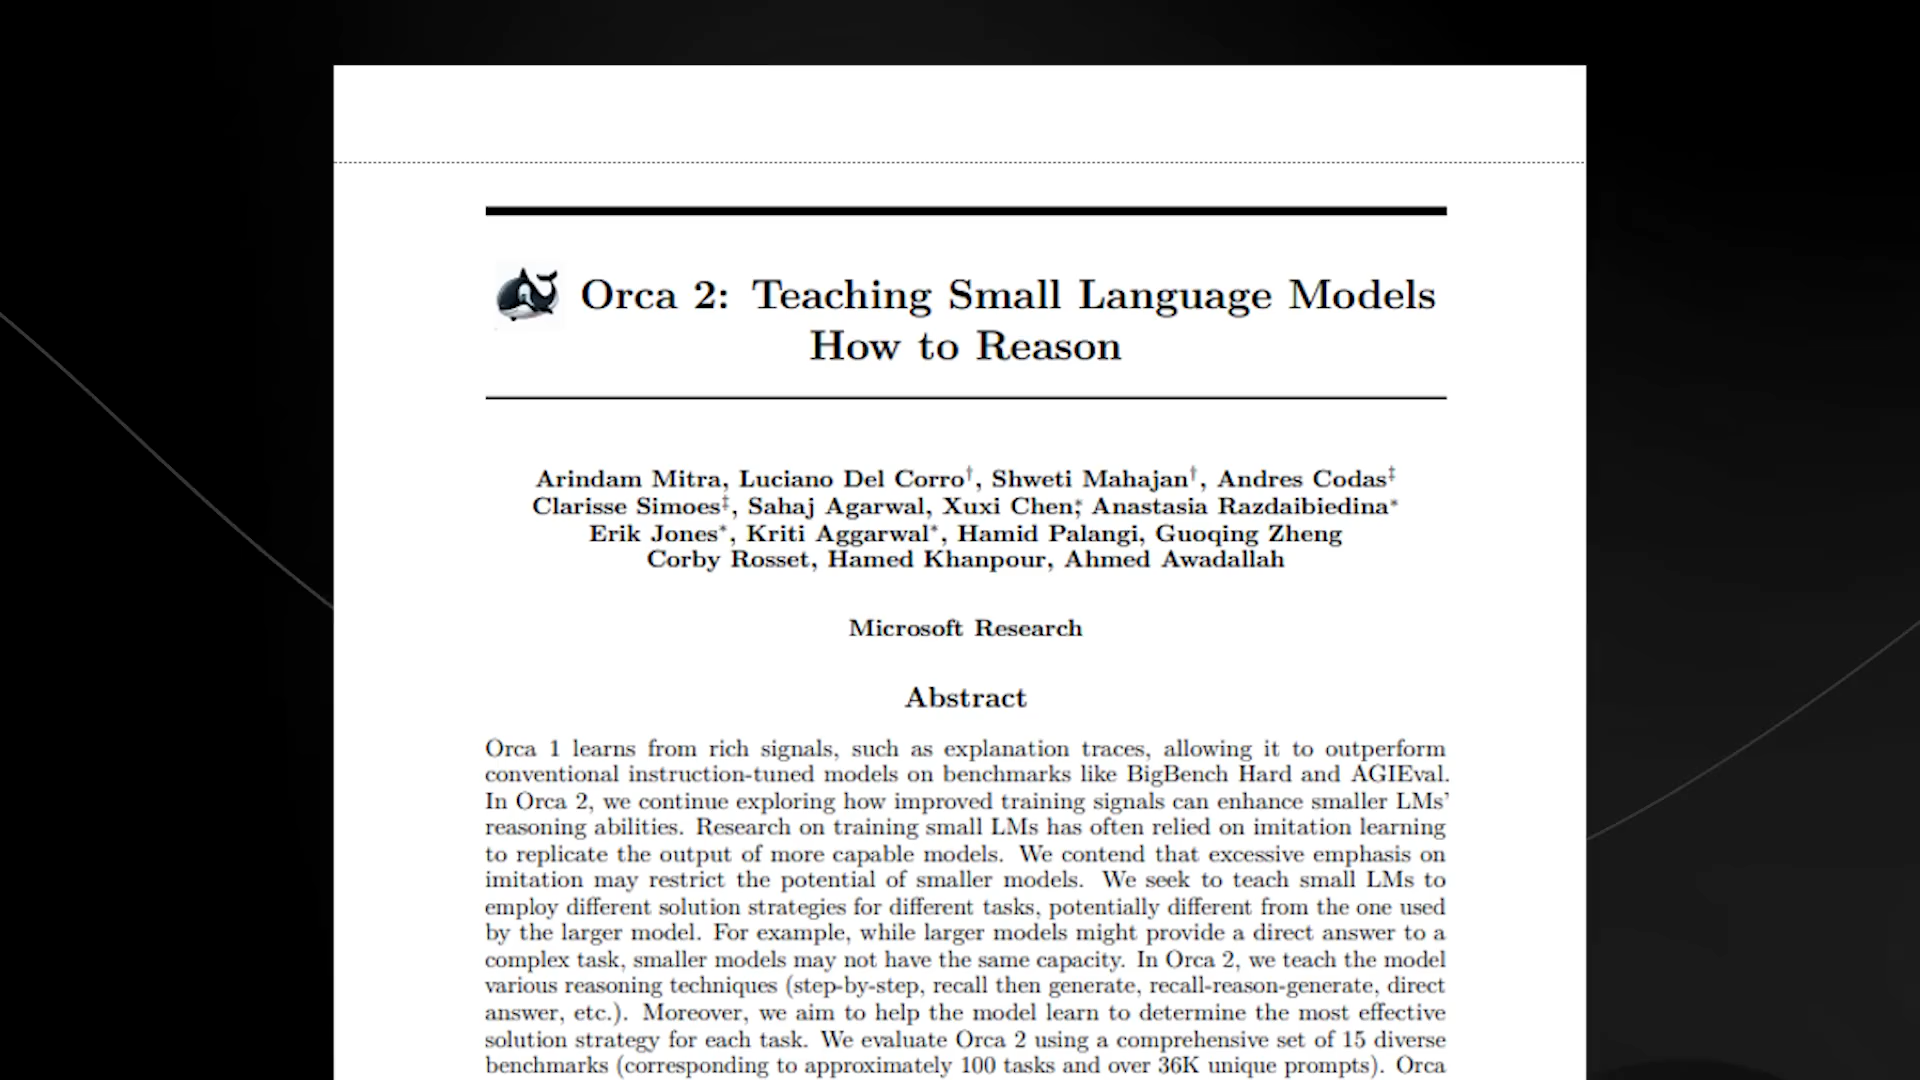 Orca 2: Teaching Small Language Models
How to Reason
Arindam Mitra, Luciano Del Corro†, Shweti Mahajan†, Andres Codas‡
Clarisse Simoes‡, Sahaj Agarwal, Xuxi Chen*, Anastasia Razdaibiedina*
Erik Jones*, Kriti Aggarwal*, Hamid Palangi, Guoqing Zheng
Corby Rosset, Hamed Khanpour, Ahmed Awadallah
Microsoft Research
Abstract
Orca 1 learns from rich signals, such as explanation traces, allowing it to outperform
conventional instruction-tuned models on benchmarks like BigBench Hard and AGIEval.
In Orca 2, we continue exploring how improved training signals can enhance smaller LMs'
reasoning abilities. Research on training small LMs has often relied on imitation learning
to replicate the output of more capable models. We contend that excessive emphasis on
imitation may restrict the potential of smaller models. We seek to teach small LMs to
employ different solution strategies for different tasks, potentially different from the one used
by the larger model. For example, while larger models might provide a direct answer to a
complex task, smaller models may not have the same capacity. In Orca 2, we teach the model
various reasoning techniques (step-by-step, recall then generate, recall-reason-generate, direct
answer, etc.). Moreover, we aim to help the model learn to determine the most effective
solution strategy for each task. We evaluate Orca 2 using a comprehensive set of 15 diverse
benchmarks (corresponding to approximately 100 tasks and over 36K unique prompts). Orca